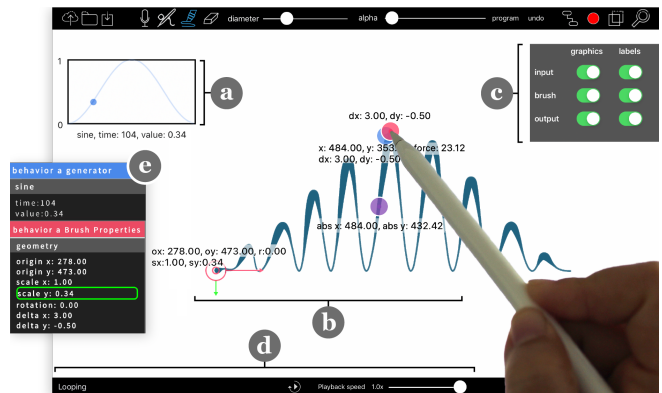 diameter
alpha
program
undo
1
0
sine, time: 104, value: 0.34
a
c
graphics
labels
input
brush
output
dx: 3.00, dy: -0.50
x: 484.00, y: 353. force: 23.12
dx: 3.00, dy: -0.50
abs x: 484.00, abs y: 432.42
e
behavior a generator
sine
time:104
value:0.34
behavior a Brush Properties
geometry
origin x: 278.00
origin y: 473.00
scale x: 1.00
scale y: 0.34
rotation: 0.00
delta x: 3.00
delta y: -0.50
ox: 278.00, oy: 473.00, r:0.00
sx:1.00, sy:0.34
b
d
Looping
Playback speed 1.0x